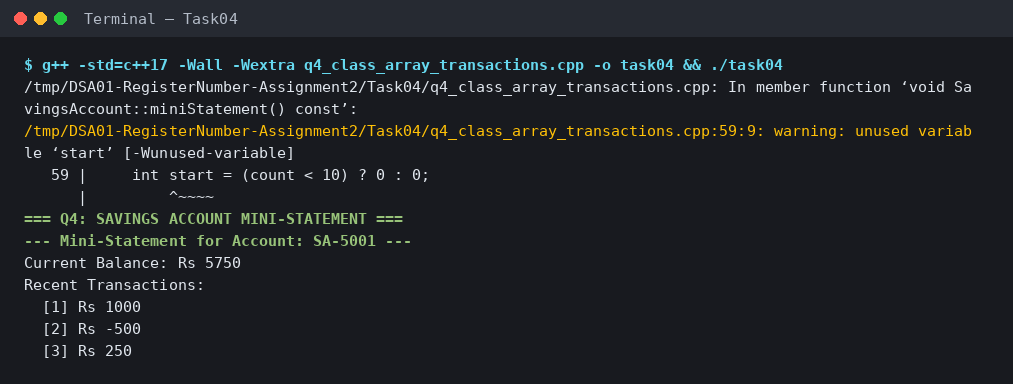 Terminal — Task04
$ g++ -std=c++17 -Wall -Wextra q4_class_array_transactions.cpp -o task04 && ./task04
/tmp/DSA01-RegisterNumber-Assignment2/Task04/q4_class_array_transactions.cpp: In member function ‘void Sa
vingsAccount::miniStatement() const’:
/tmp/DSA01-RegisterNumber-Assignment2/Task04/q4_class_array_transactions.cpp:59:9: warning: unused variab
le ‘start’ [-Wunused-variable]
   59 |     int start = (count < 10) ? 0 : 0;
      |         ^~~~~
=== Q4: SAVINGS ACCOUNT MINI-STATEMENT ===
--- Mini-Statement for Account: SA-5001 ---
Current Balance: Rs 5750
Recent Transactions:
  [1] Rs 1000
  [2] Rs -500
  [3] Rs 250